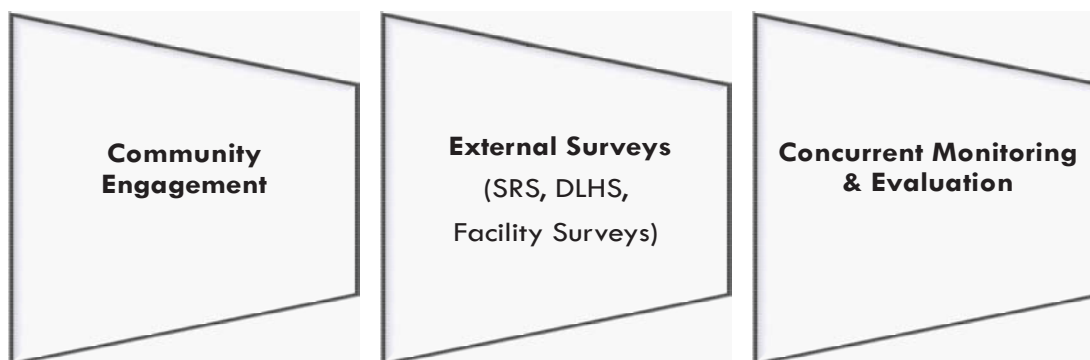 Community
Engagement
External Surveys
(SRS, DLHS,
Facility Surveys)
Concurrent Monitoring
& Evaluation